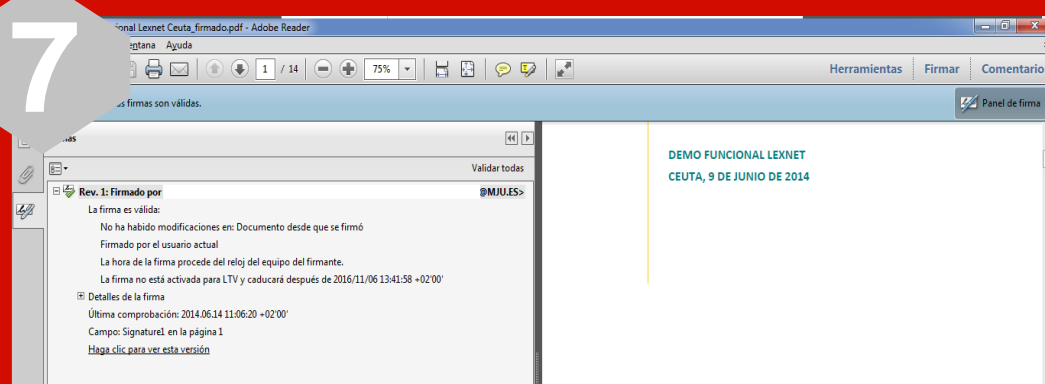 7
onal Lexnet Ceuta_firmado.pdf - Adobe Reader
entana Ayuda
1 / 14 75%
Herramientas Firmar Comentario
s firmas son válidas.
Panel de firma
Validar todas
Rev. 1: Firmado por @MJU.ES>
La firma es válida:
No ha habido modificaciones en: Documento desde que se firmó
Firmado por el usuario actual
La hora de la firma procede del reloj del equipo del firmante.
La firma no está activada para LTV y caducará después de 2016/11/06 13:41:58 +02'00'
Detalles de la firma
Última comprobación: 2014.06.14 11:06:20 +02'00'
Campo: Signature1 en la página 1
Haga clic para ver esta versión
DEMO FUNCIONAL LEXNET
CEUTA, 9 DE JUNIO DE 2014